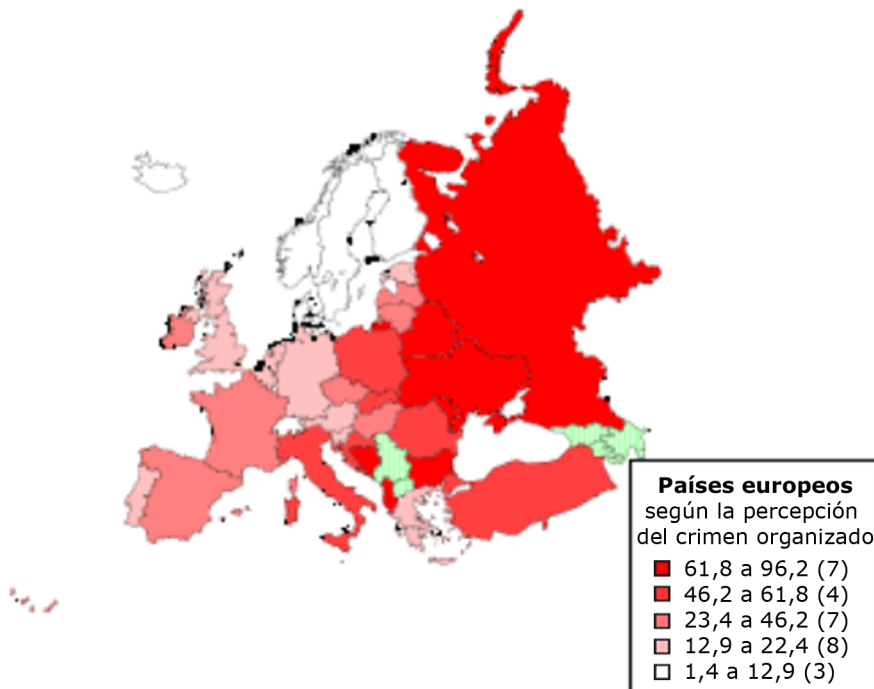 Países europeos
según la percepción
del crimen organizado
61,8 a 96,2 (7)
46,2 a 61,8 (4)
23,4 a 46,2 (7)
12,9 a 22,4 (8)
1,4 a 12,9 (3)